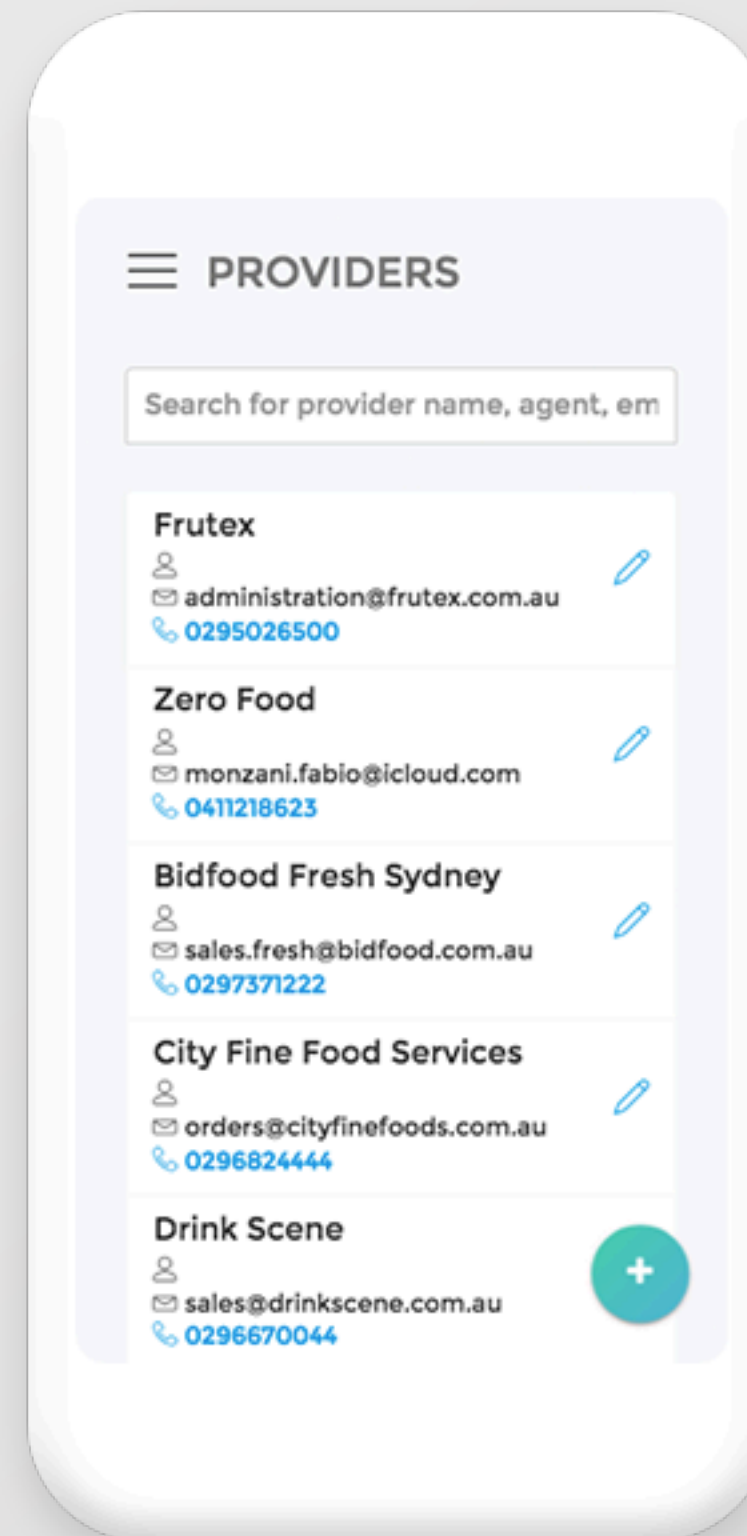 PROVIDERS
Search for provider name, agent, em
Frutex
administration@frutex.com.au
0295026500
Zero Food
monzani.fabio@icloud.com
0411218623
Bidfood Fresh Sydney
sales.fresh@bidfood.com.au
0297371222
City Fine Food Services
orders@cityfinefoods.com.au
0296824444
Drink Scene
sales@drinkscene.com.au
0296670044